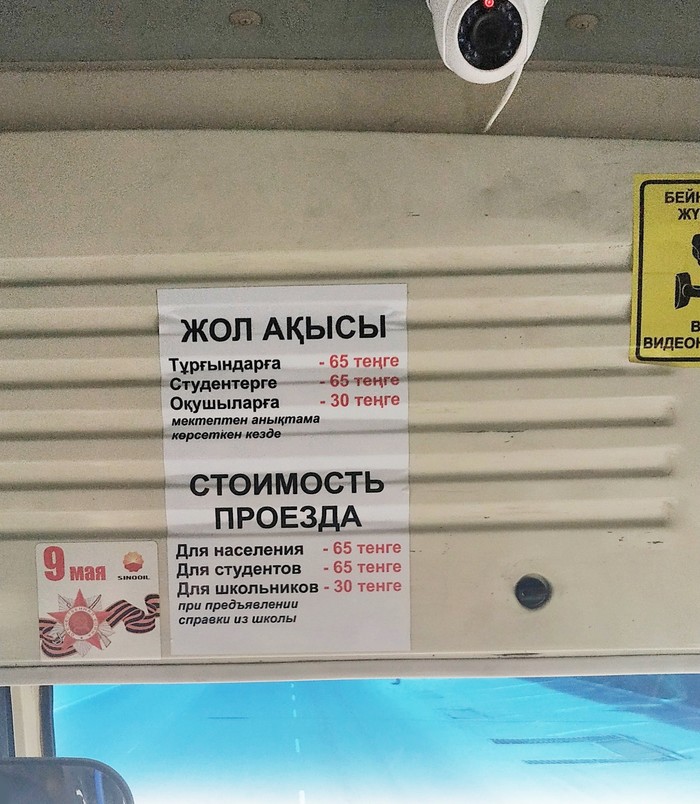 ЖОЛ АҚЫСЫ
Тұрғындарға - 65 теңге
Студентерге - 65 теңге
Оқушыларға - 30 теңге
мектептен анықтама
көрсеткен кезде
СТОИМОСТЬ
ПРОЕЗДА
Для населения - 65 тенге
Для студентов - 65 тенге
Для школьников - 30 тенге
при предъявлении
справки из школы
9 мая
SINOOIL